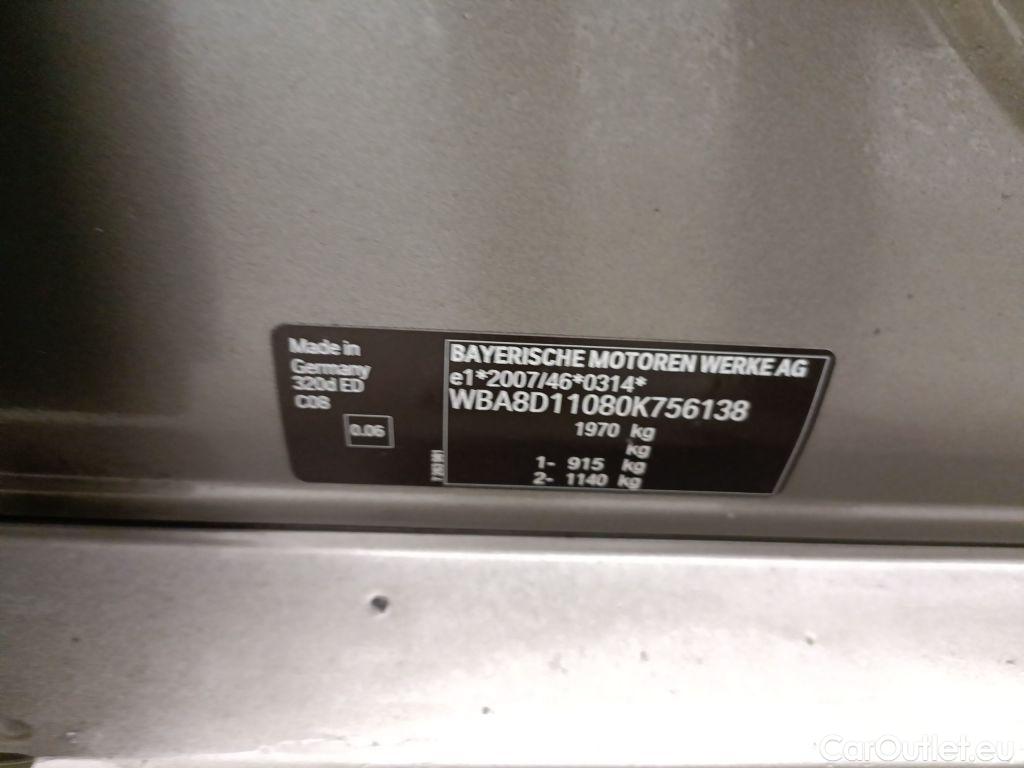 Made in
Germany
320d ED
C08
0.06
BAYERISCHE MOTOREN WERKE AG
e1*2007/46*0314*
WBA8D11080K756138
1970 kg
kg
1- 915 kg
2- 1140 kg
CarOutlet.eu